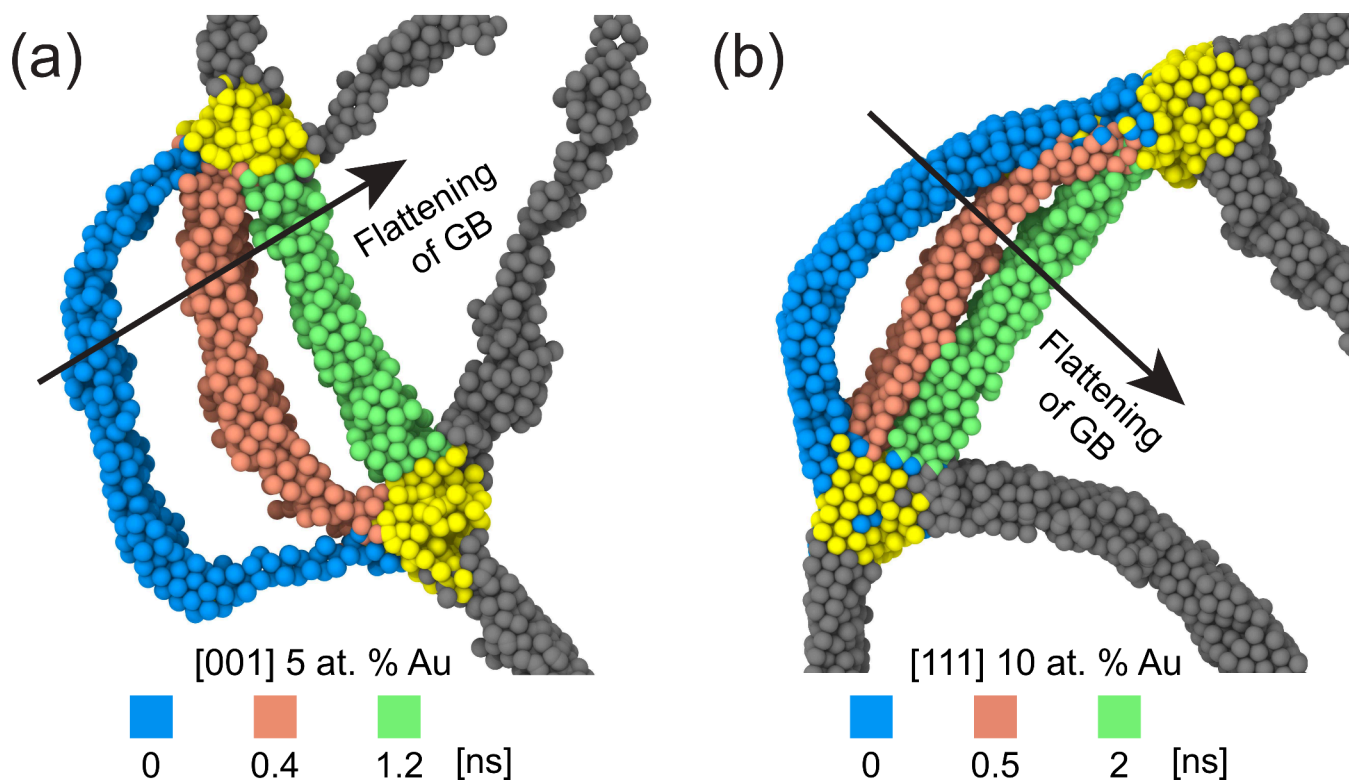 (a)
Flattening
of GB
[001] 5 at. % Au
0 0.4 1.2 [ns]
(b)
Flattening
of GB
[111] 10 at. % Au
0 0.5 2 [ns]